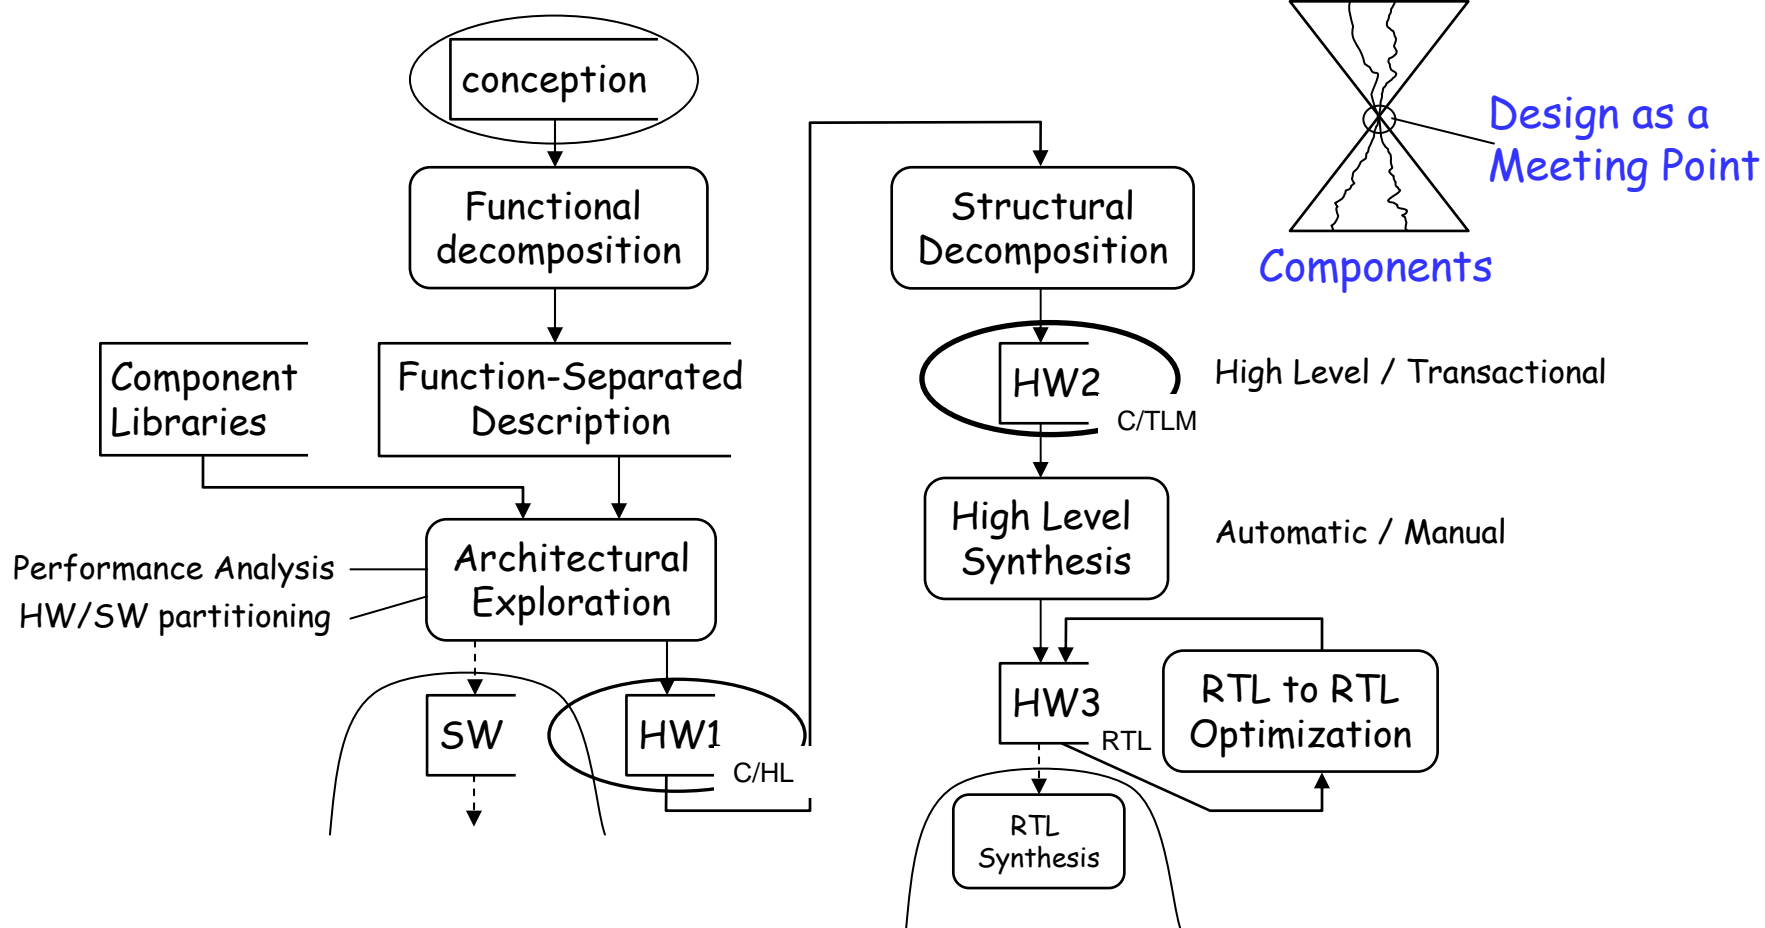 conception
Functional
decomposition
Component
Libraries
Function-Separated
Description
Performance Analysis
HW/SW partitioning
Architectural
Exploration
SW
HW1
C/HL
Structural
Decomposition
HW2
C/TLM
High Level / Transactional
High Level
Synthesis
Automatic / Manual
HW3
RTL
RTL to RTL
Optimization
RTL
Synthesis
Design as a
Meeting Point
Components